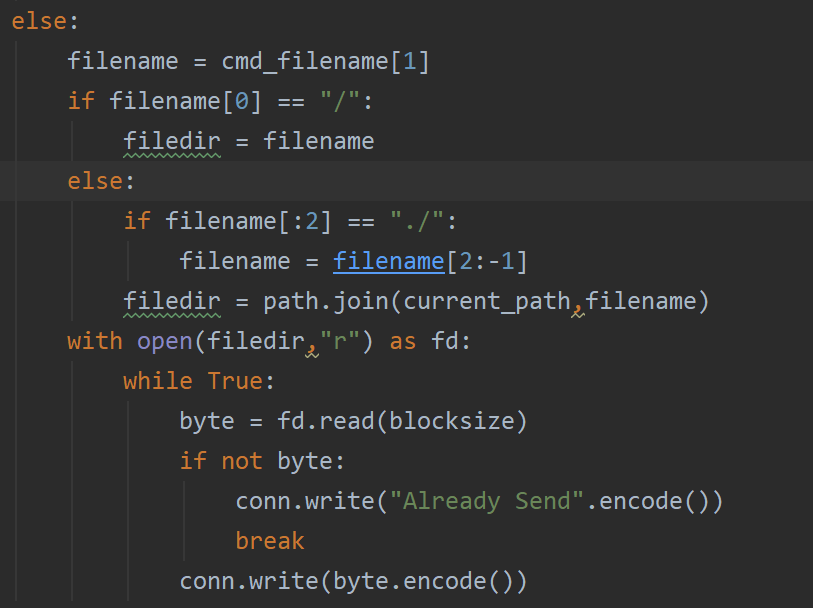 else:
    filename = cmd_filename[1]
    if filename[0] == "/":
        filedir = filename
    else:
        if filename[:2] == "./":
            filename = filename[2:-1]
        filedir = path.join(current_path,filename)
    with open(filedir,"r") as fd:
        while True:
            byte = fd.read(blocksize)
            if not byte:
                conn.write("Already Send".encode())
                break
            conn.write(byte.encode())